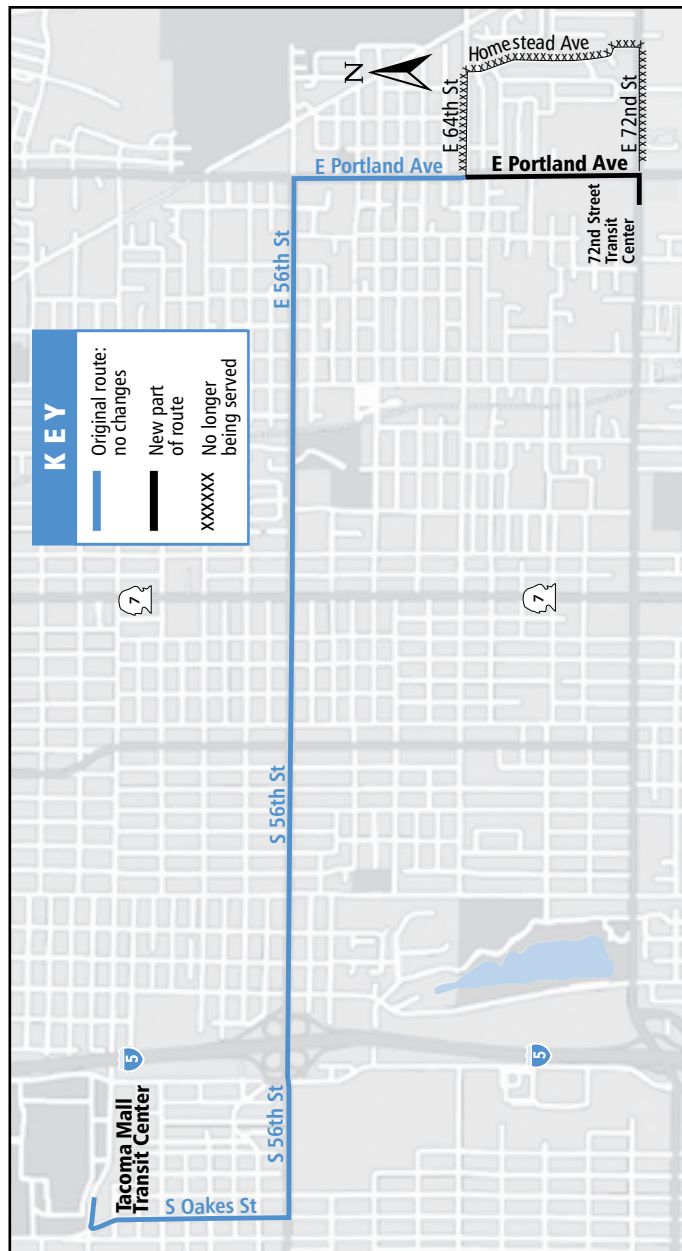 KEY
Original route:
no changes
New part
of route
xxxxxx
No longer
being served
N
Homestead Ave
E 64th St
E 72nd St
E Portland Ave
E Portland Ave
72nd Street
Transit
Center
E 56th St
7
7
S 56th St
5
5
Tacoma Mall
Transit Center
S 56th St
S Oakes St